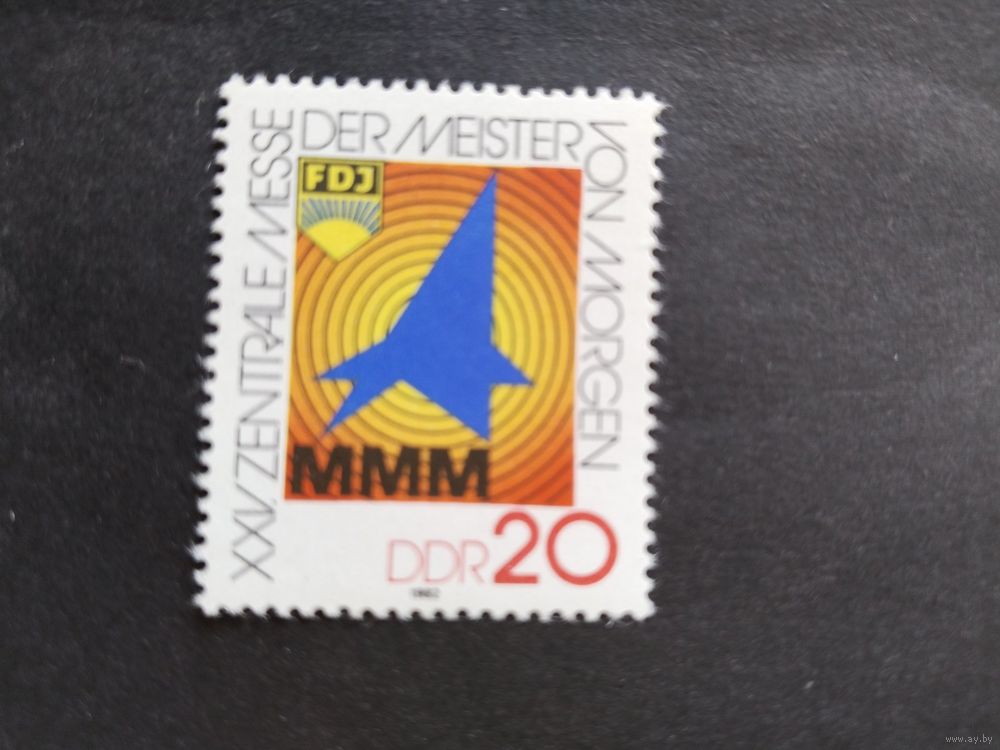 XXV. ZENTRALE MESSE
DER MEISTER
VON MORGEN
FDJ
MMM
DDR 20
1982
www.ay.by